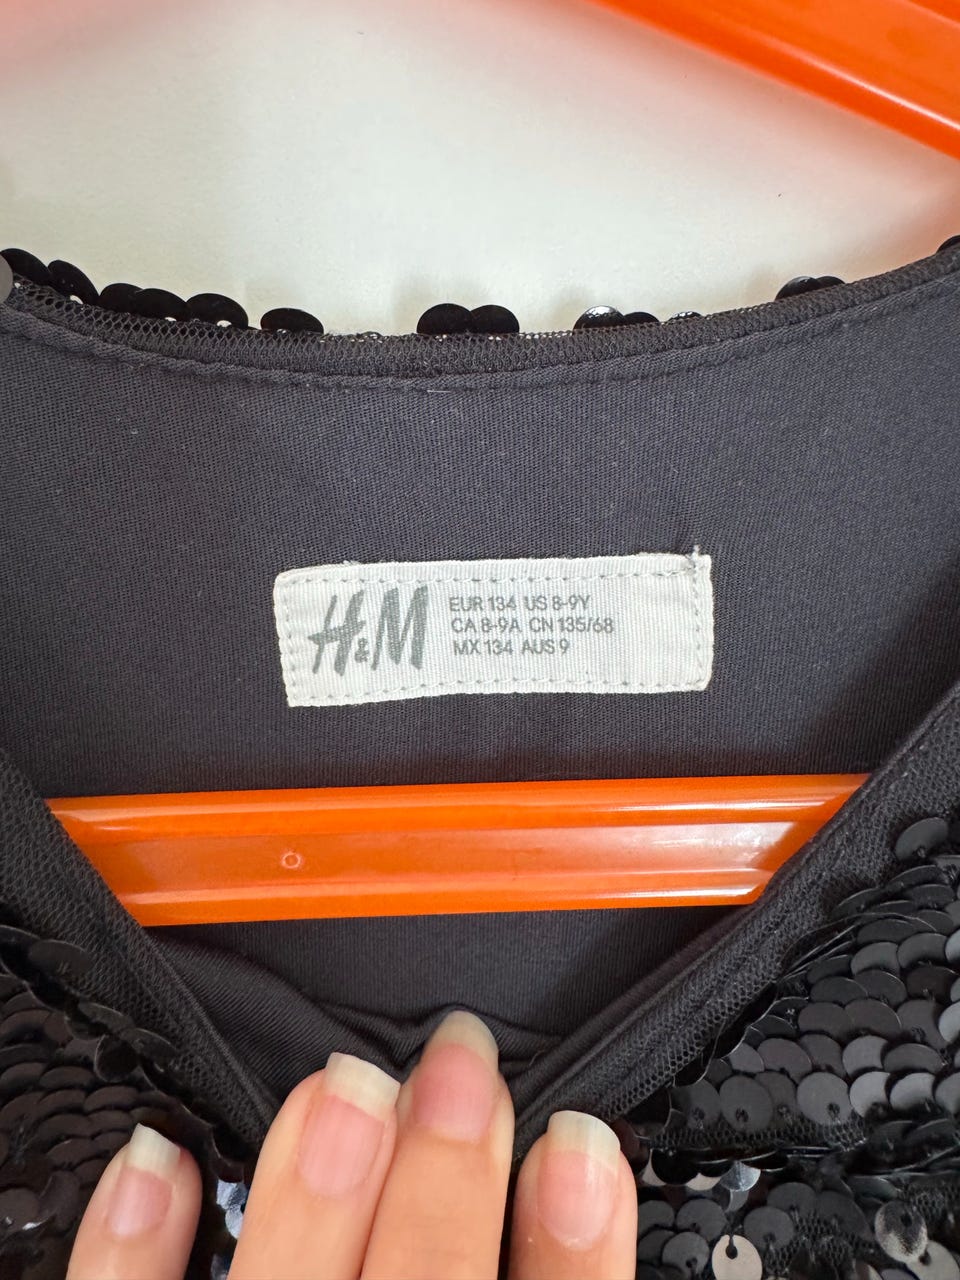 H&M
EUR 134 US 8-9Y
CA 8-9A CN 135/68
MX 134 AUS 9